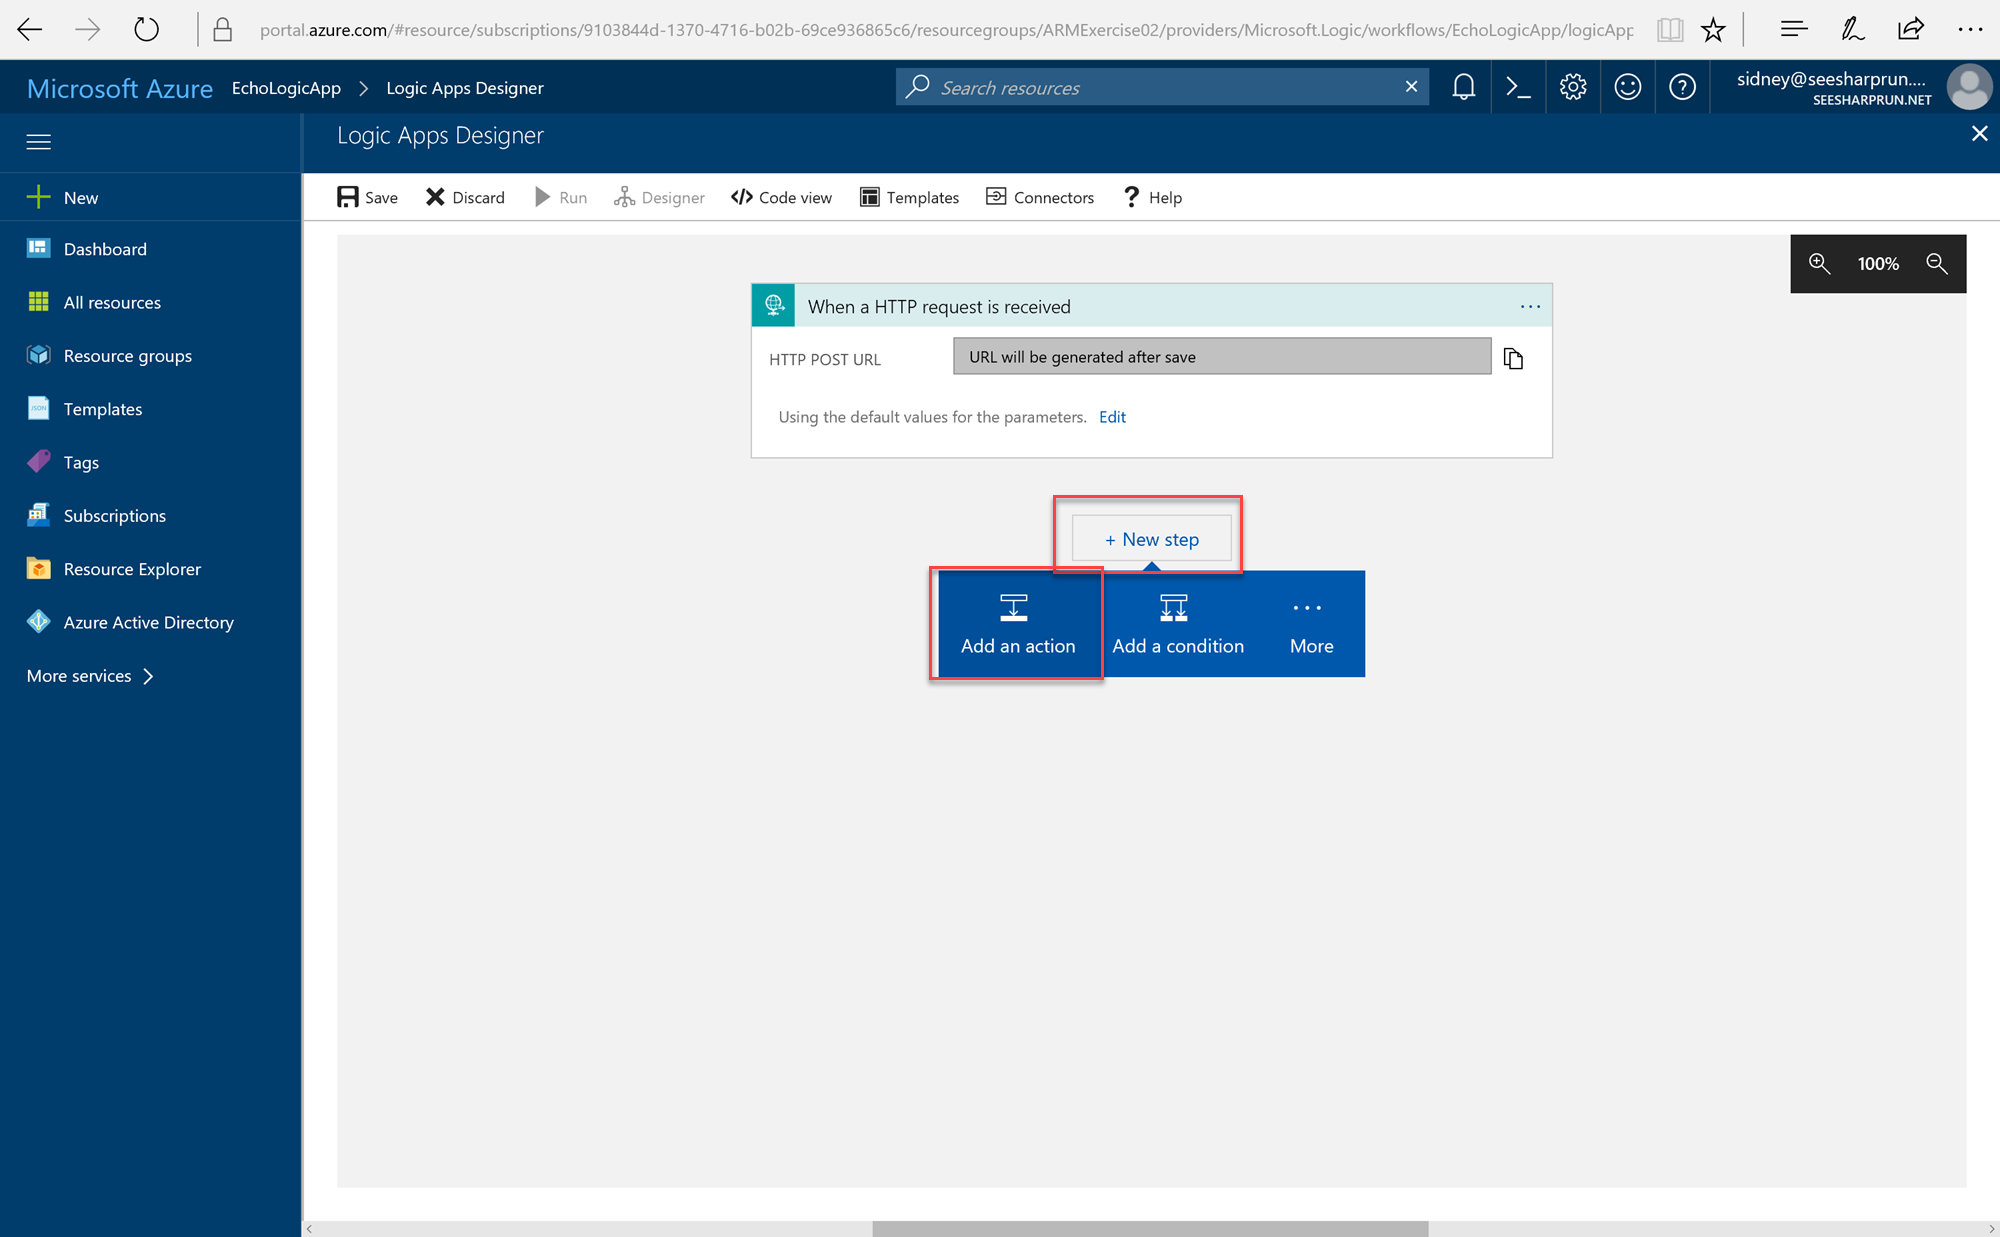 portal.azure.com/#resource/subscriptions/9103844d-1370-4716-b02b-69ce936865c6/resourcegroups/ARMExercise02/providers/Microsoft.Logic/workflows/EchoLogicApp/logicApp
Microsoft Azure EchoLogicApp > Logic Apps Designer
Search resources
sidney@seesharprun....
SEESHARPRUN.NET
Logic Apps Designer
New
Dashboard
All resources
Resource groups
Templates
Tags
Subscriptions
Resource Explorer
Azure Active Directory
More services
Save Discard Run Designer Code view Templates Connectors Help
100%
When a HTTP request is received
HTTP POST URL URL will be generated after save
Using the default values for the parameters. Edit
+ New step
Add an action Add a condition More